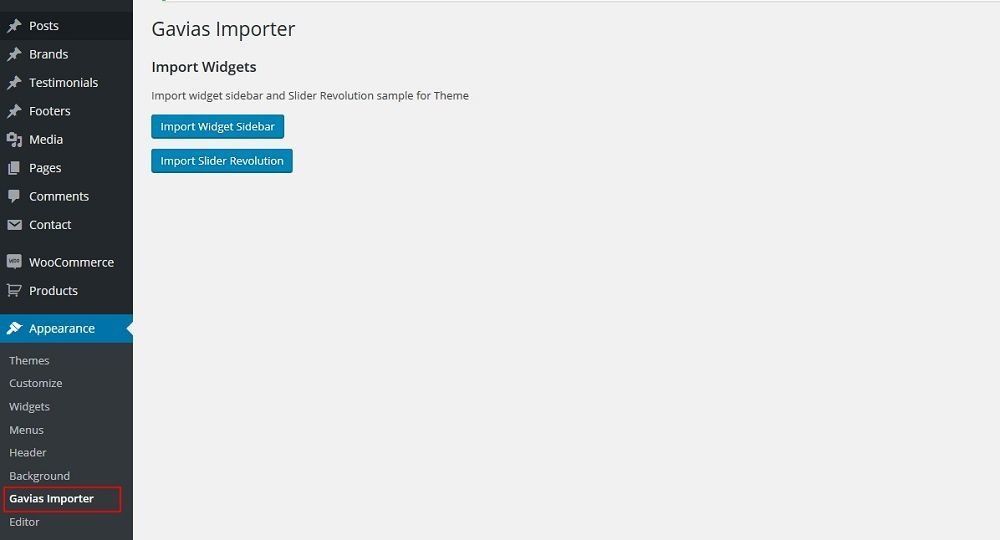 Posts
Brands
Testimonials
Footers
Media
Pages
Comments
Contact
WooCommerce
Products
Appearance
Themes
Customize
Widgets
Menus
Header
Background
Gavias Importer
Editor
Gavias Importer
Import Widgets
Import widget sidebar and Slider Revolution sample for Theme
Import Widget Sidebar
Import Slider Revolution